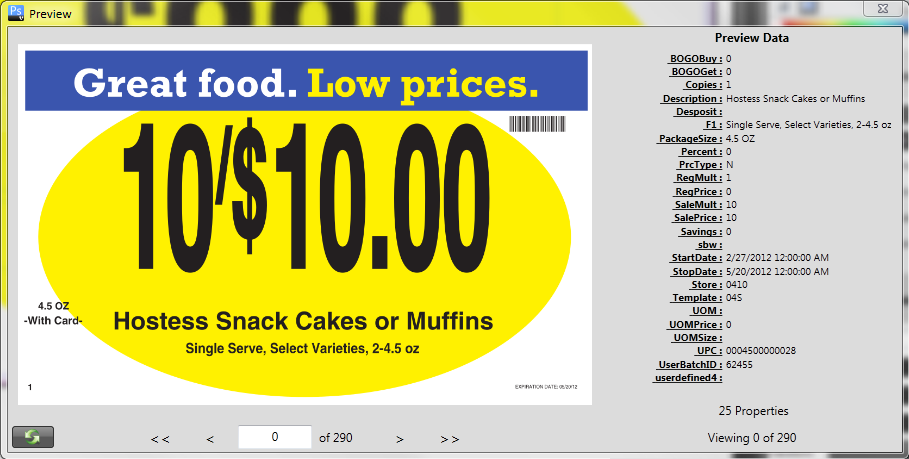 Ps Preview
Great food. Low prices.
10/$10.00
4.5 OZ
-With Card-
Hostess Snack Cakes or Muffins
Single Serve, Select Varieties, 2-4.5 oz
1
EXPIRATION DATE: 05/20/12
Preview Data
BOGOBuy : 0
BOGOGet : 0
Copies : 1
Description : Hostess Snack Cakes or Muffins
Desposit :
F1 : Single Serve, Select Varieties, 2-4.5 oz
PackageSize : 4.5 OZ
Percent : 0
PrcType : N
RegMult : 1
RegPrice : 0
SaleMult : 10
SalePrice : 10
Savings : 0
sbw :
StartDate : 2/27/2012 12:00:00 AM
StopDate : 5/20/2012 12:00:00 AM
Store : 0410
Template : 04S
UOM :
UOMPrice : 0
UOMSize :
UPC : 0004500000028
UserBatchID : 62455
userdefined4 :
25 Properties
<< < 0 of 290 > >>
Viewing 0 of 290